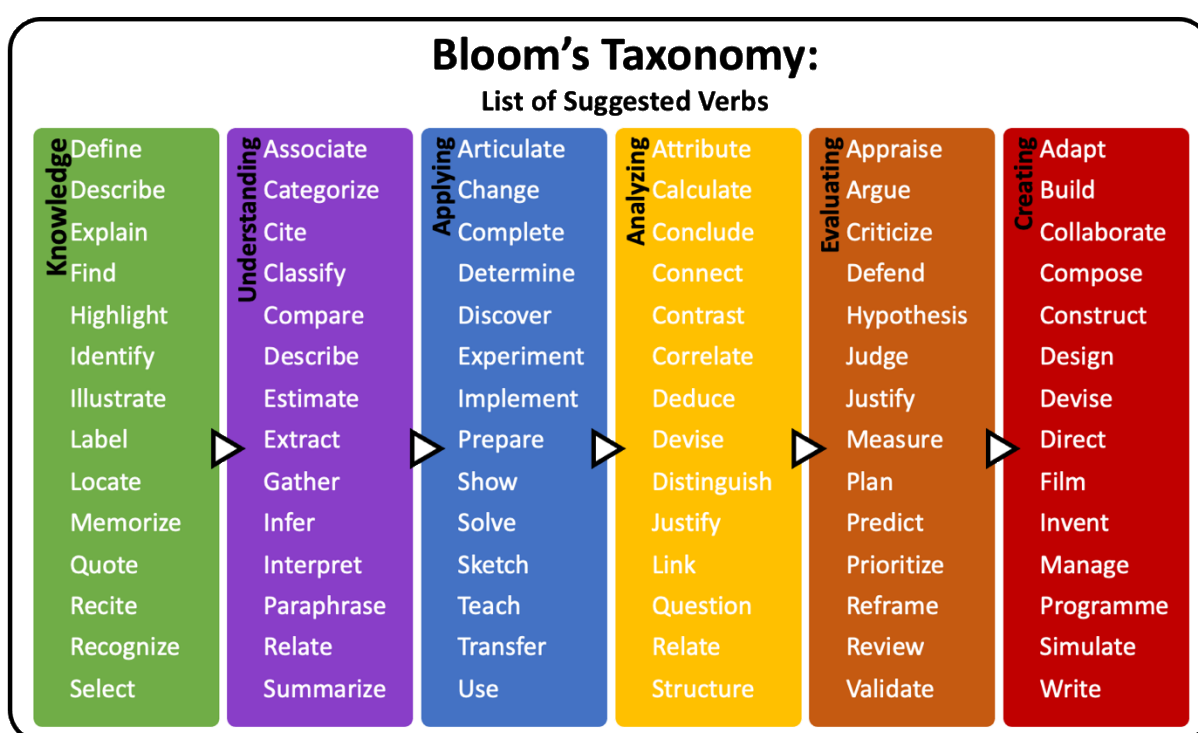 Bloom's Taxonomy:
List of Suggested Verbs
Knowledge
Define
Describe
Explain
Find
Highlight
Identify
Illustrate
Label
Locate
Memorize
Quote
Recite
Recognize
Select
Understanding
Associate
Categorize
Cite
Classify
Compare
Describe
Estimate
Extract
Gather
Infer
Interpret
Paraphrase
Relate
Summarize
Applying
Articulate
Change
Complete
Determine
Discover
Experiment
Implement
Prepare
Show
Solve
Sketch
Teach
Transfer
Use
Analyzing
Attribute
Calculate
Conclude
Connect
Contrast
Correlate
Deduce
Devise
Distinguish
Justify
Link
Question
Relate
Structure
Evaluating
Appraise
Argue
Criticize
Defend
Hypothesis
Judge
Justify
Measure
Plan
Predict
Prioritize
Reframe
Review
Validate
Creating
Adapt
Build
Collaborate
Compose
Construct
Design
Devise
Direct
Film
Invent
Manage
Programme
Simulate
Write